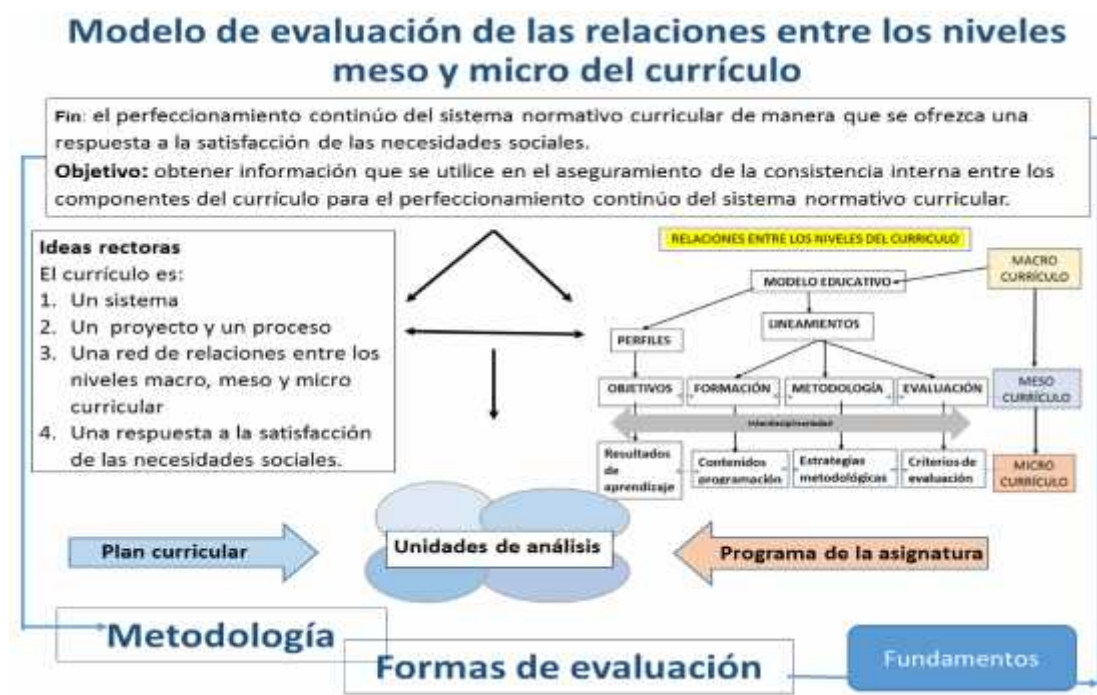 Modelo de evaluación de las relaciones entre los niveles
meso y micro del currículo
Fin: el perfeccionamiento continúo del sistema normativo curricular de manera que se ofrezca una
respuesta a la satisfacción de las necesidades sociales.
Objetivo: obtener información que se utilice en el aseguramiento de la consistencia interna entre los
componentes del currículo para el perfeccionamiento continúo del sistema normativo curricular.
Ideas rectoras
El currículo es:
1. Un sistema
2. Un proyecto y un proceso
3. Una red de relaciones entre los
niveles macro, meso y micro
curricular
4. Una respuesta a la satisfacción
de las necesidades sociales.
RELACIONES ENTRE LOS NIVELES DEL CURRICULO
MACRO
CURRÍCULO
MODELO EDUCATIVO
LINEAMIENTOS
PERFILES
OBJETIVOS
FORMACIÓN
METODOLOGÍA
EVALUACIÓN
MESO
CURRÍCULO
Interdisciplinariedad
Resultados
de
aprendizaje
Contenidos
programación
Estrategias
metodológicas
Criterios de
evaluación
MICRO
CURRÍCULO
Plan curricular
Unidades de análisis
Programa de la asignatura
Metodología
Formas de evaluación
Fundamentos